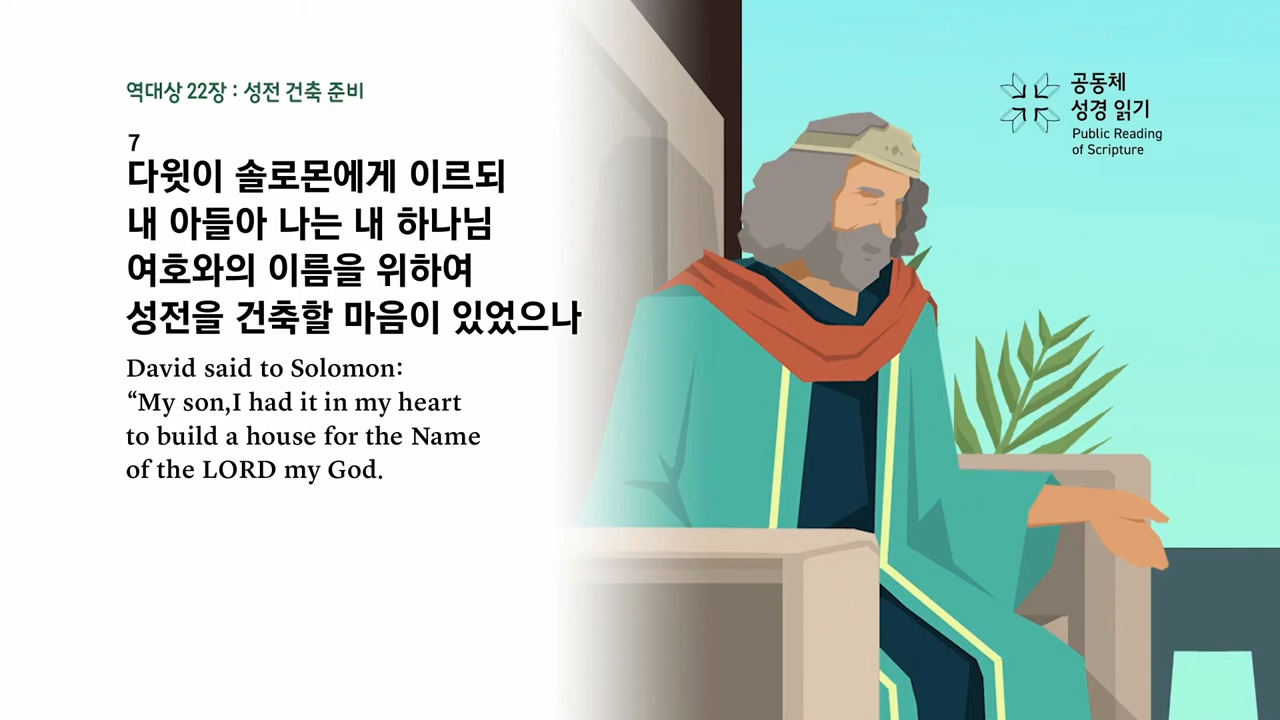 역대상 22장 : 성전 건축 준비
7
다윗이 솔로몬에게 이르되
내 아들아 나는 내 하나님
여호와의 이름을 위하여
성전을 건축할 마음이 있었으나
David said to Solomon:
“My son,I had it in my heart
to build a house for the Name
of the LORD my God.
공동체
성경 읽기
Public Reading
of Scripture